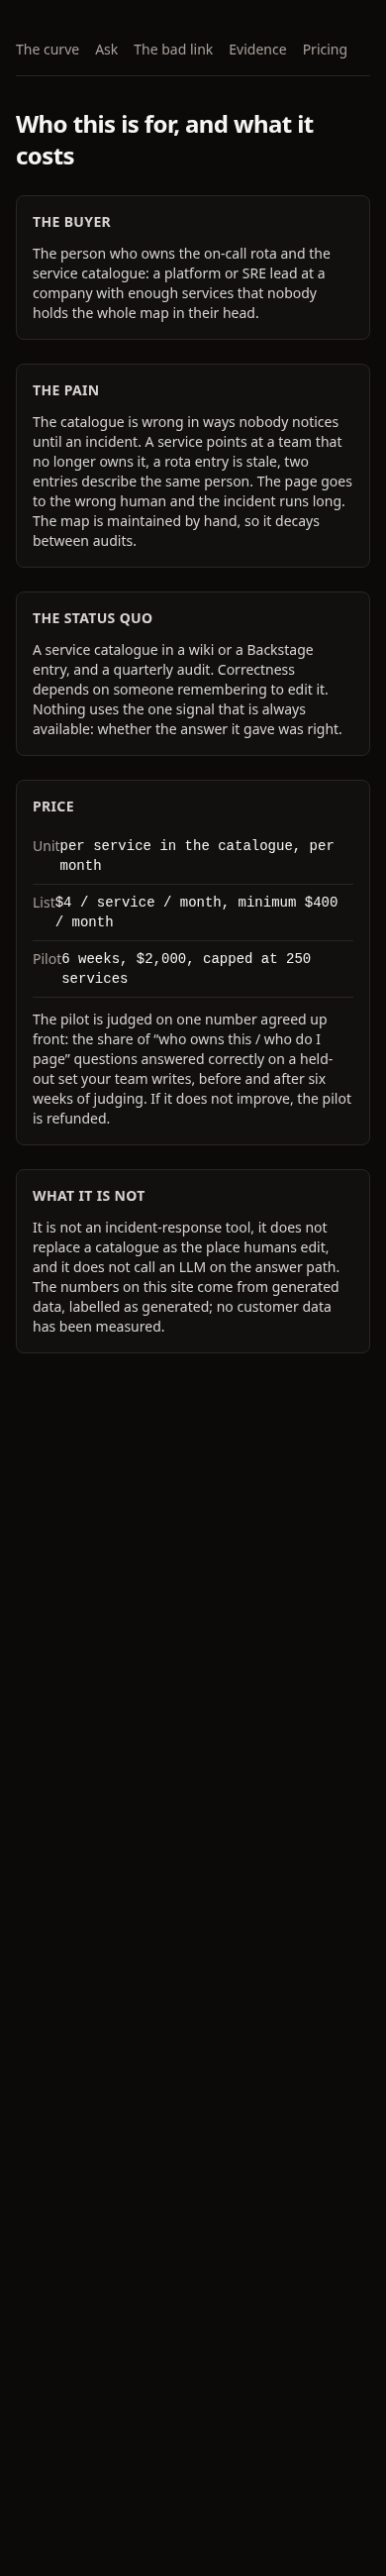 The curve Ask The bad link Evidence Pricing
Who this is for, and what it
costs
THE BUYER
The person who owns the on-call rota and the
service catalogue: a platform or SRE lead at a
company with enough services that nobody
holds the whole map in their head.
THE PAIN
The catalogue is wrong in ways nobody notices
until an incident. A service points at a team that
no longer owns it, a rota entry is stale, two
entries describe the same person. The page goes
to the wrong human and the incident runs long.
The map is maintained by hand, so it decays
between audits.
THE STATUS QUO
A service catalogue in a wiki or a Backstage
entry, and a quarterly audit. Correctness
depends on someone remembering to edit it.
Nothing uses the one signal that is always
available: whether the answer it gave was right.
PRICE
Unit per service in the catalogue, per
month
List $4 / service / month, minimum $400
/ month
Pilot 6 weeks, $2,000, capped at 250
services
The pilot is judged on one number agreed up
front: the share of “who owns this / who do I
page” questions answered correctly on a held-
out set your team writes, before and after six
weeks of judging. If it does not improve, the pilot
is refunded.
WHAT IT IS NOT
It is not an incident-response tool, it does not
replace a catalogue as the place humans edit,
and it does not call an LLM on the answer path.
The numbers on this site come from generated
data, labelled as generated; no customer data
has been measured.